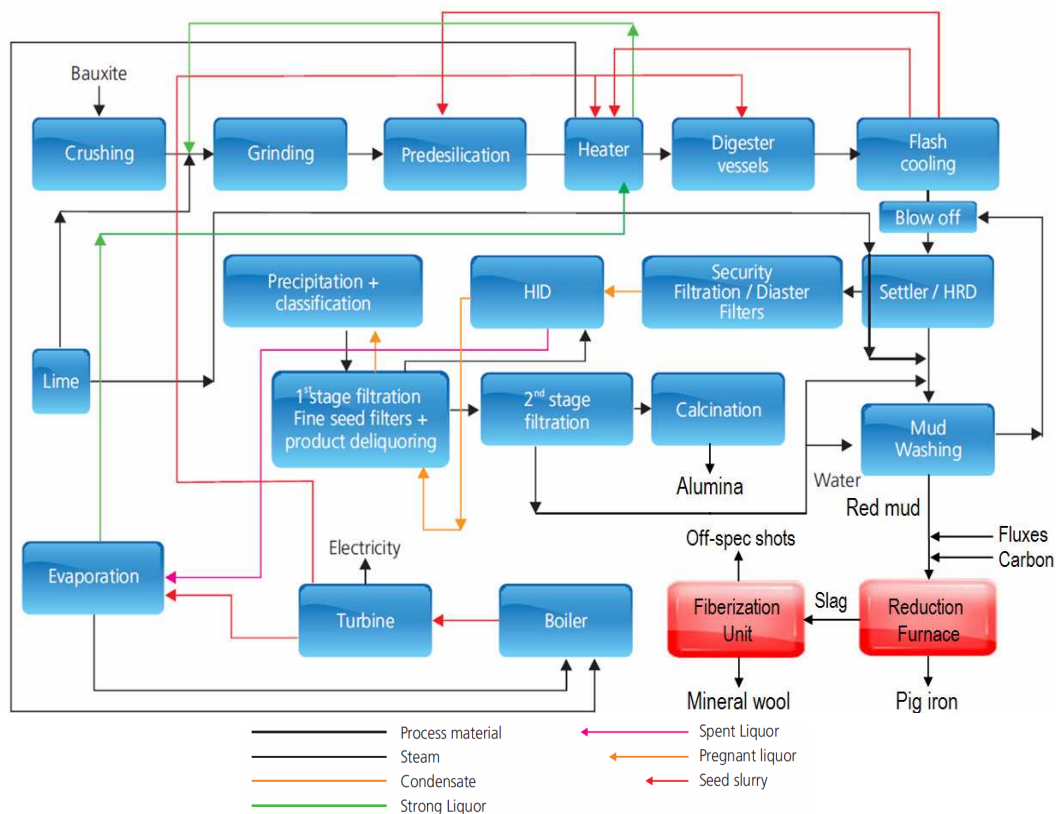 Bauxite
Crushing
Grinding
Predesilication
Heater
Digester
vessels
Flash
cooling
Blow off
Precipitation +
classification
HID
Security
Filtration / Diaster
Filters
Settler / HRD
Lime
1st stage filtration
Fine seed filters +
product deliquoring
2nd stage
filtration
Calcination
Mud
Washing
Water
Alumina
Red mud
Electricity
Off-spec shots
Fluxes
Carbon
Evaporation
Turbine
Boiler
Fiberization
Unit
Slag
Reduction
Furnace
Mineral wool
Pig iron
Process material
Steam
Condensate
Strong Liquor
Spent Liquor
Pregnant liquor
Seed slurry